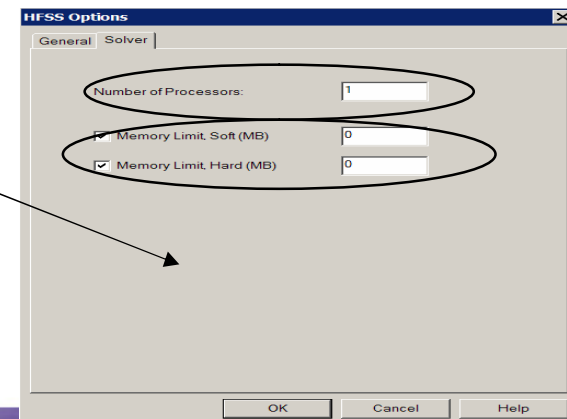 HFSS Options
General Solver
Number of Processors: 1
Memory Limit, Soft (MB) 0
Memory Limit, Hard (MB) 0
OK Cancel Help